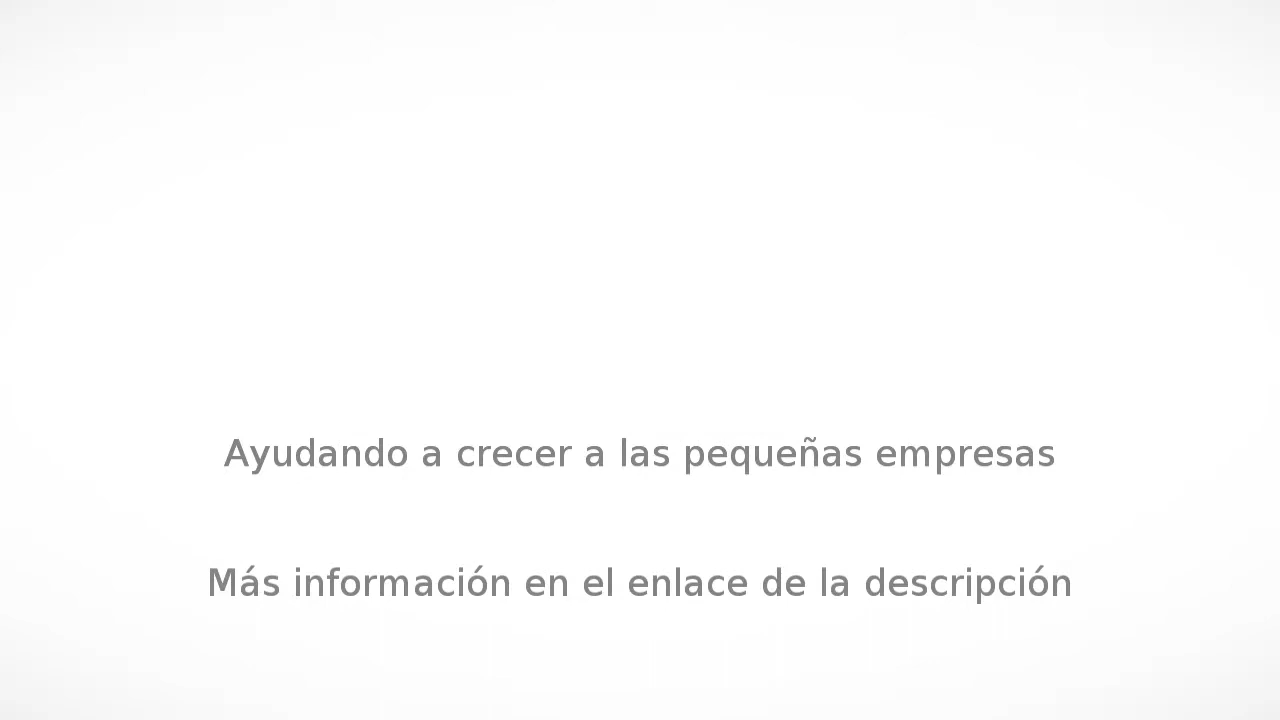 Ayudando a crecer a las pequeñas empresas
Más información en el enlace de la descripción